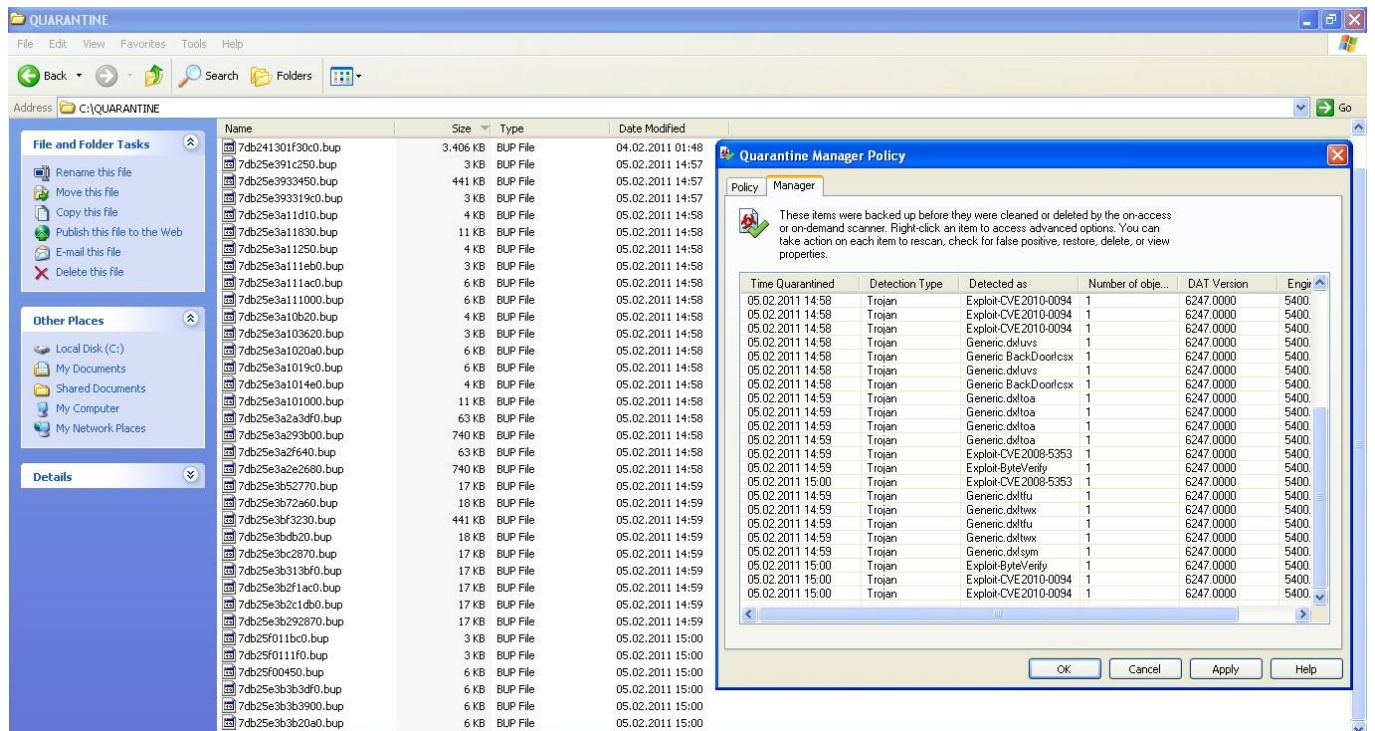 QUARANTINE
File Edit View Favorites Tools Help
Back Search Folders
Address C:\QUARANTINE Go
File and Folder Tasks
Rename this file
Move this file
Copy this file
Publish this file to the Web
E-mail this file
Delete this file
Other Places
Local Disk (C:)
My Documents
Shared Documents
My Computer
My Network Places
Details
Name Size Type Date Modified
7db241301f30c0.bup 3.406 KB BUP File 04.02.2011 01:48
7db25e391c250.bup 3 KB BUP File 05.02.2011 14:57
7db25e3933450.bup 441 KB BUP File 05.02.2011 14:57
7db25e393319c0.bup 3 KB BUP File 05.02.2011 14:57
7db25e3a11d10.bup 4 KB BUP File 05.02.2011 14:58
7db25e3a11830.bup 11 KB BUP File 05.02.2011 14:58
7db25e3a11250.bup 4 KB BUP File 05.02.2011 14:58
7db25e3a111eb0.bup 3 KB BUP File 05.02.2011 14:58
7db25e3a111ac0.bup 6 KB BUP File 05.02.2011 14:58
7db25e3a111000.bup 6 KB BUP File 05.02.2011 14:58
7db25e3a10b20.bup 4 KB BUP File 05.02.2011 14:58
7db25e3a103620.bup 3 KB BUP File 05.02.2011 14:58
7db25e3a1020a0.bup 6 KB BUP File 05.02.2011 14:58
7db25e3a1019c0.bup 6 KB BUP File 05.02.2011 14:58
7db25e3a1014e0.bup 4 KB BUP File 05.02.2011 14:58
7db25e3a101000.bup 11 KB BUP File 05.02.2011 14:58
7db25e3a2a3df0.bup 63 KB BUP File 05.02.2011 14:58
7db25e3a293b00.bup 740 KB BUP File 05.02.2011 14:58
7db25e3a2f640.bup 63 KB BUP File 05.02.2011 14:58
7db25e3a2e2680.bup 740 KB BUP File 05.02.2011 14:58
7db25e3b52770.bup 17 KB BUP File 05.02.2011 14:59
7db25e3b72a60.bup 18 KB BUP File 05.02.2011 14:59
7db25e3bf3230.bup 441 KB BUP File 05.02.2011 14:59
7db25e3bdb20.bup 18 KB BUP File 05.02.2011 14:59
7db25e3bc2870.bup 17 KB BUP File 05.02.2011 14:59
7db25e3b313bf0.bup 17 KB BUP File 05.02.2011 14:59
7db25e3b2f1ac0.bup 17 KB BUP File 05.02.2011 14:59
7db25e3b2c1db0.bup 17 KB BUP File 05.02.2011 14:59
7db25e3b292870.bup 17 KB BUP File 05.02.2011 14:59
7db25f011bc0.bup 3 KB BUP File 05.02.2011 15:00
7db25f0111f0.bup 3 KB BUP File 05.02.2011 15:00
7db25f00450.bup 6 KB BUP File 05.02.2011 15:00
7db25e3b3b3df0.bup 6 KB BUP File 05.02.2011 15:00
7db25e3b3b3900.bup 6 KB BUP File 05.02.2011 15:00
7db25e3b3b20a0.bup 6 KB BUP File 05.02.2011 15:00
Quarantine Manager Policy
Policy Manager
These items were backed up before they were cleaned or deleted by the on-access
or on-demand scanner. Right-click an item to access advanced
options. You can
take action on each item to rescan, check for false positive, restore, delete, or view
properties.
Time Quarantined Detection Type Detected as Number of obje... DAT Version Engir
05.02.2011 14:58 Trojan Exploit-CVE2010-0094 1 6247.0000 5400.
05.02.2011 14:58 Trojan Exploit-CVE2010-0094 1 6247.0000 5400.
05.02.2011 14:58 Trojan Exploit-CVE2010-0094 1 6247.0000 5400.
05.02.2011 14:58 Trojan Generic.dx!uvs 1 6247.0000 5400.
05.02.2011 14:58 Trojan Generic BackDoor!csx 1 6247.0000 5400.
05.02.2011 14:58 Trojan Generic.dx!uvs 1 6247.0000 5400.
05.02.2011 14:58 Trojan Generic BackDoor!csx 1 6247.0000 5400.
05.02.2011 14:59 Trojan Generic.dx!toa 1 6247.0000 5400.
05.02.2011 14:59 Trojan Generic.dx!toa 1 6247.0000 5400.
05.02.2011 14:59 Trojan Generic.dx!toa 1 6247.0000 5400.
05.02.2011 14:59 Trojan Generic.dx!toa 1 6247.0000 5400.
05.02.2011 14:59 Trojan Exploit-CVE2008-5353 1 6247.0000 5400.
05.02.2011 14:59 Trojan Exploit-ByteVerify 1 6247.0000 5400.
05.02.2011 15:00 Trojan Exploit-CVE2008-5353 1 6247.0000 5400.
05.02.2011 14:59 Trojan Generic.dx!tfu 1 6247.0000 5400.
05.02.2011 14:59 Trojan Generic.dx!twx 1 6247.0000 5400.
05.02.2011 14:59 Trojan Generic.dx!tfu 1 6247.0000 5400.
05.02.2011 14:59 Trojan Generic.dx!twx 1 6247.0000 5400.
05.02.2011 14:59 Trojan Generic.dx!sym 1 6247.0000 5400.
05.02.2011 15:00 Trojan Exploit-ByteVerify 1 6247.0000 5400.
05.02.2011 15:00 Trojan Exploit-CVE2010-0094 1 6247.0000 5400.
05.02.2011 15:00 Trojan Exploit-CVE2010-0094 1 6247.0000 5400.
OK Cancel Apply Help